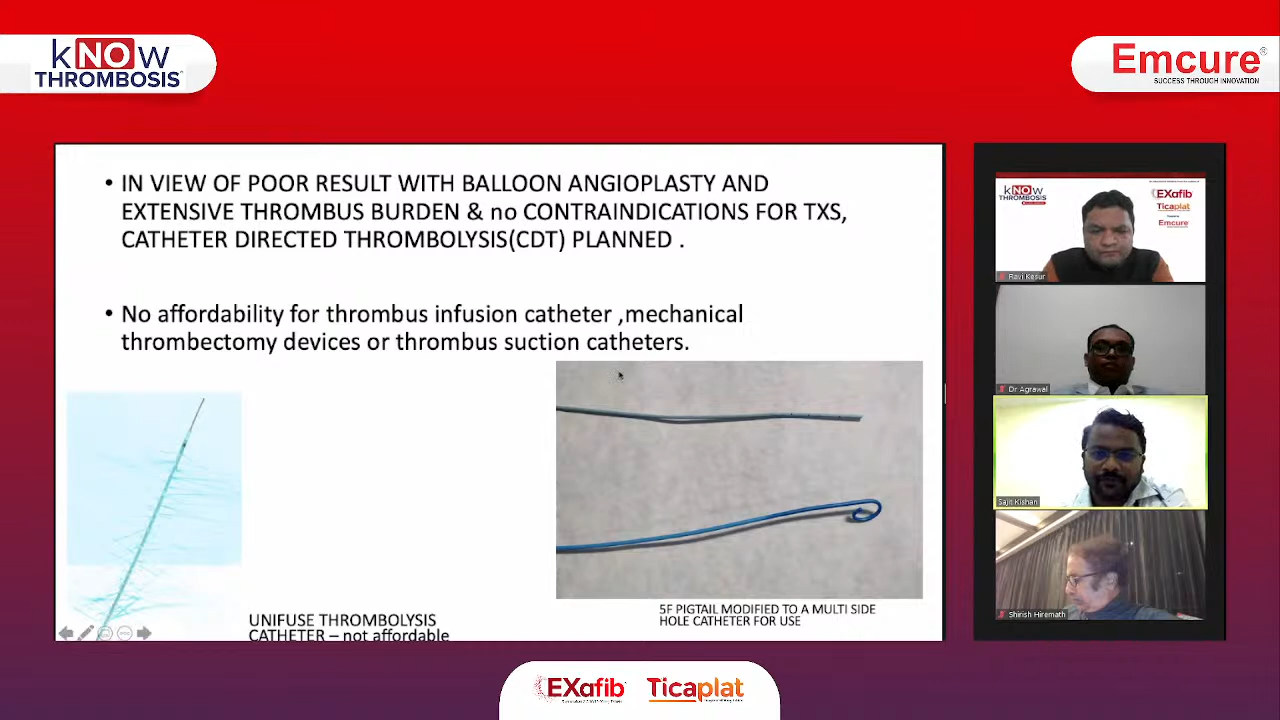 kNOW
THROMBOSIS
Emcure®
SUCCESS THROUGH INNOVATION
• IN VIEW OF POOR RESULT WITH BALLOON ANGIOPLASTY AND
EXTENSIVE THROMBUS BURDEN & no CONTRAINDICATIONS FOR TXS,
CATHETER DIRECTED THROMBOLYSIS(CDT) PLANNED .
• No affordability for thrombus infusion catheter ,mechanical
thrombectomy devices or thrombus suction catheters.
UNIFUSE THROMBOLYSIS
CATHETER – not affordable
5F PIGTAIL MODIFIED TO A MULTI SIDE
HOLE CATHETER FOR USE
kNOW
THROMBOSIS
EXafib
Ticaplat
Emcure
Ravi Kesur
Dr Agrawal
Sajit Kishan
Shirish Hiremath
EXafib
Ticaplat